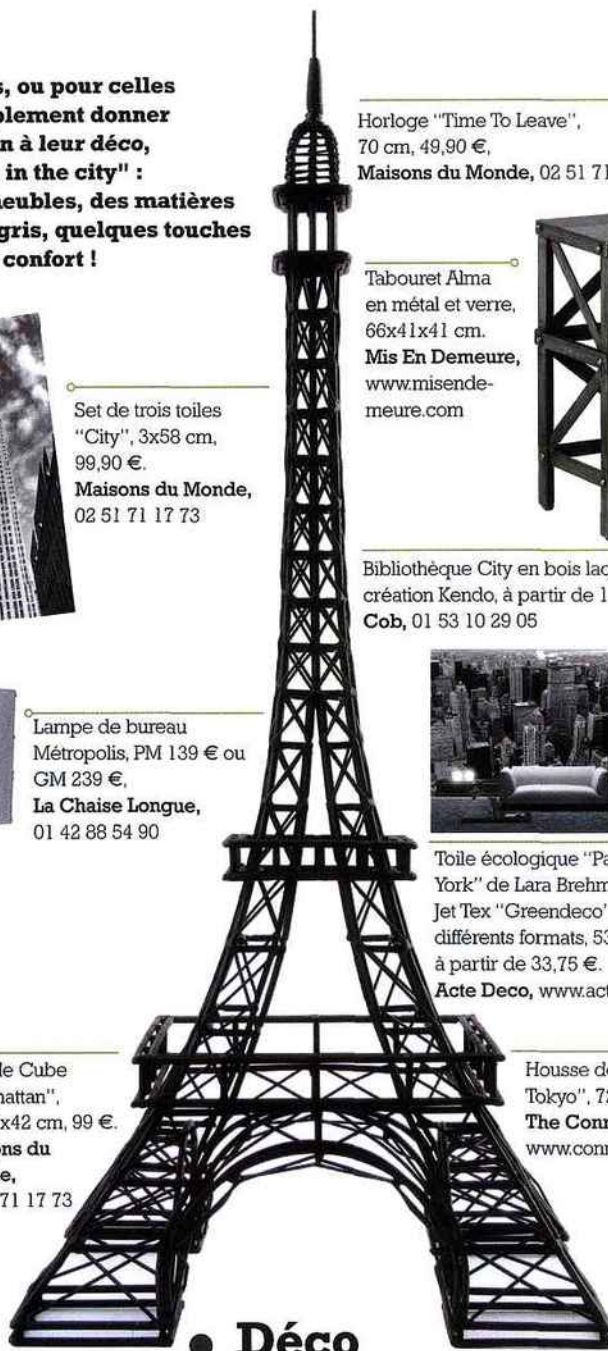 s, ou pour celles
plement donner
n à leur déco,
in the city" :
meubles, des matières
gris, quelques touches
confort !
Horloge "Time To Leave",
70 cm, 49,90 €,
Maisons du Monde, 02 51 71
Tabouret Alma
en métal et verre,
66x41x41 cm.
Mis En Demeure,
www.misende-
meure.com
Set de trois toiles
"City", 3x58 cm,
99,90 €.
Maisons du Monde,
02 51 71 17 73
Bibliothèque City en bois laq
création Kendo, à partir de 1
Cob, 01 53 10 29 05
Lampe de bureau
Métropolis, PM 139 € ou
GM 239 €,
La Chaise Longue,
01 42 88 54 90
Toile écologique "Pa
York" de Lara Brehm
Jet Tex "Greendeco"
différents formats, 53
à partir de 33,75 €.
Acte Deco, www.act
le Cube
hattan",
x42 cm, 99 €.
ns du
e,
71 17 73
Housse de
Tokyo", 72
The Conr
www.conr
• Déco